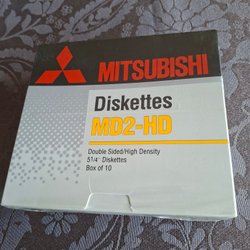 MITSUBISHI
Diskettes
MD2-HD
Double Sided/High Density
5¼" Diskettes
Box of 10